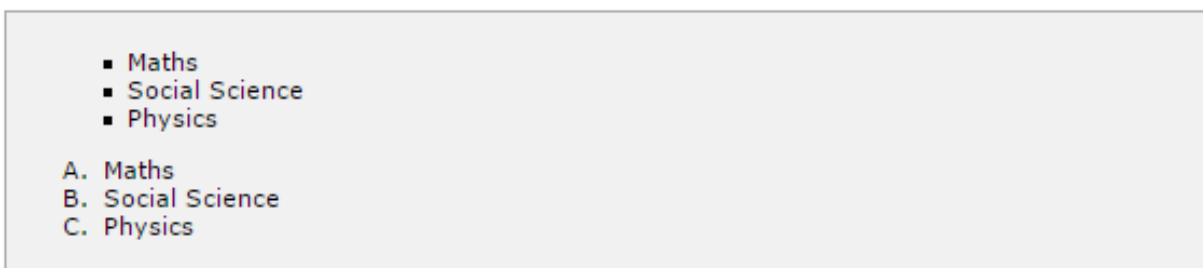 ▪ Maths
▪ Social Science
▪ Physics
A. Maths
B. Social Science
C. Physics